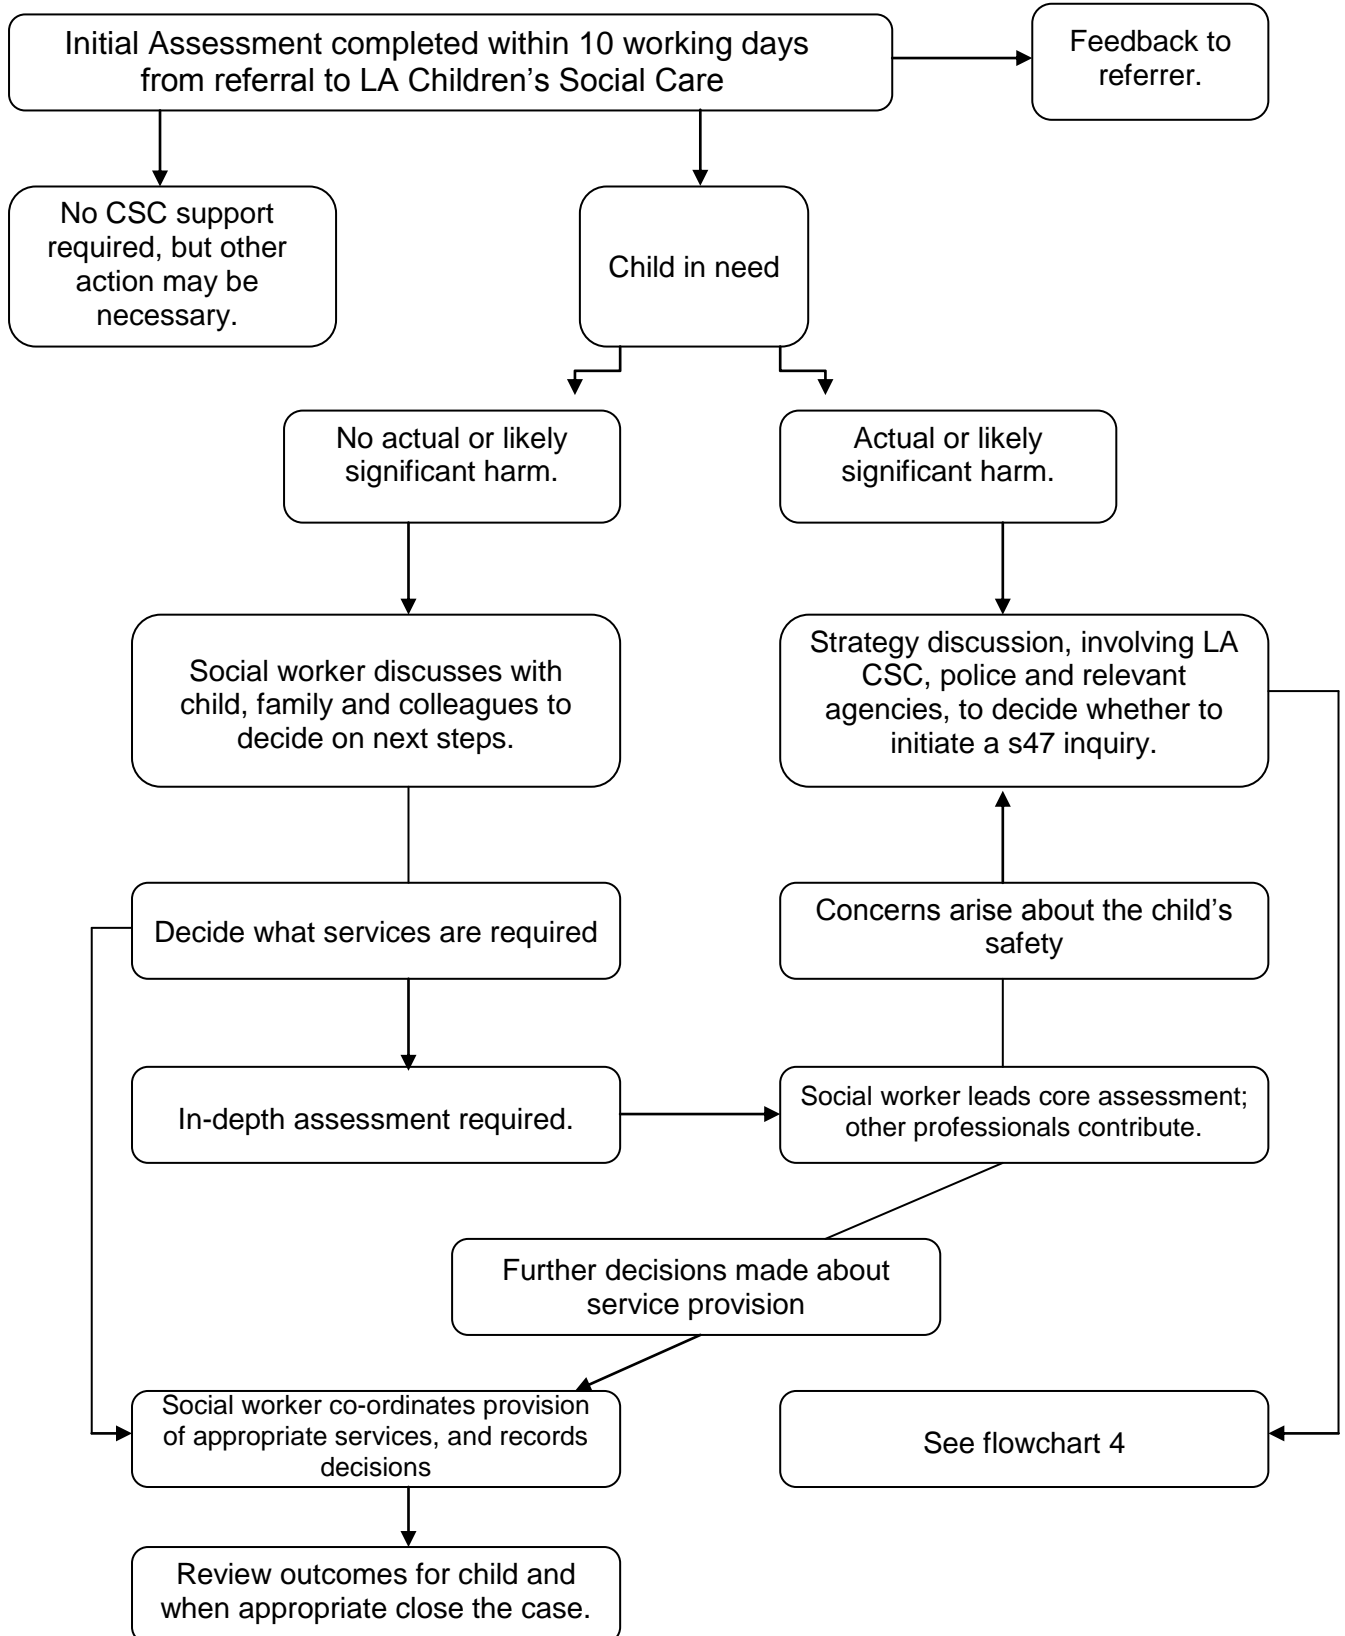 Initial Assessment completed within 10 working days
from referral to LA Children’s Social Care
Feedback to
referrer.
No CSC support
required, but other
action may be
necessary.
Child in need
No actual or likely
significant harm.
Actual or likely
significant harm.
Social worker discusses with
child, family and colleagues to
decide on next steps.
Strategy discussion, involving LA
CSC, police and relevant
agencies, to decide whether to
initiate a s47 inquiry.
Decide what services are required
Concerns arise about the child’s
safety
In-depth assessment required.
Social worker leads core assessment;
other professionals contribute.
Further decisions made about
service provision
Social worker co-ordinates provision
of appropriate services, and records
decisions
See flowchart 4
Review outcomes for child and
when appropriate close the case.